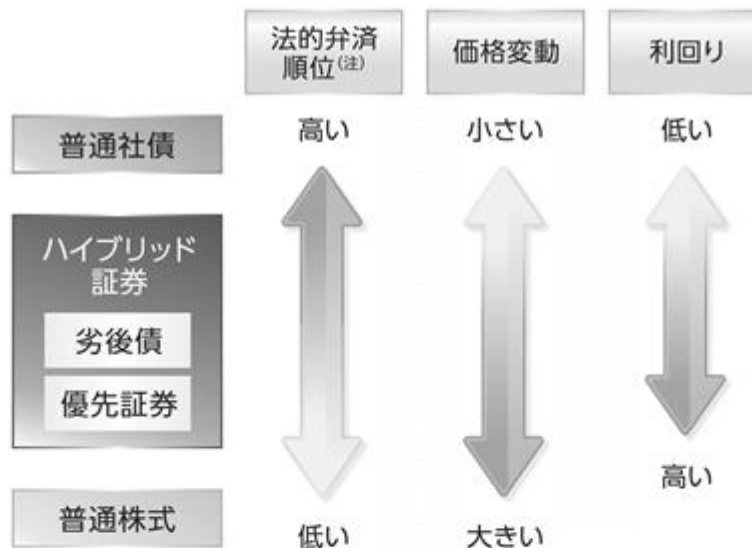 法的弁済
順位(注)
価格変動
利回り
普通社債
高い
小さい
低い
ハイブリッド
証券
劣後債
優先証券
高い
普通株式
低い
大きい